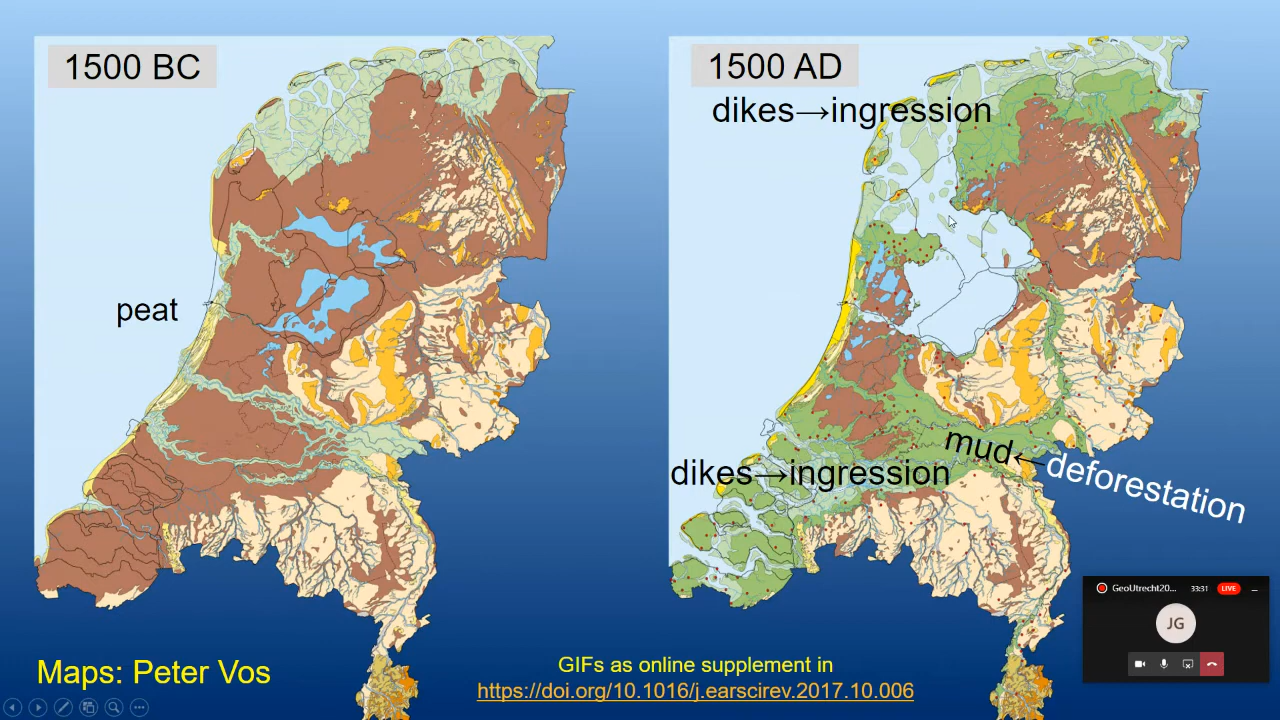 1500 BC
peat
1500 AD
dikes→ingression
mud←deforestation
dikes→ingression
Maps: Peter Vos
GIFs as online supplement in
https://doi.org/10.1016/j.earscirev.2017.10.006
GeoUtrecht20... 33:31 LIVE
JG